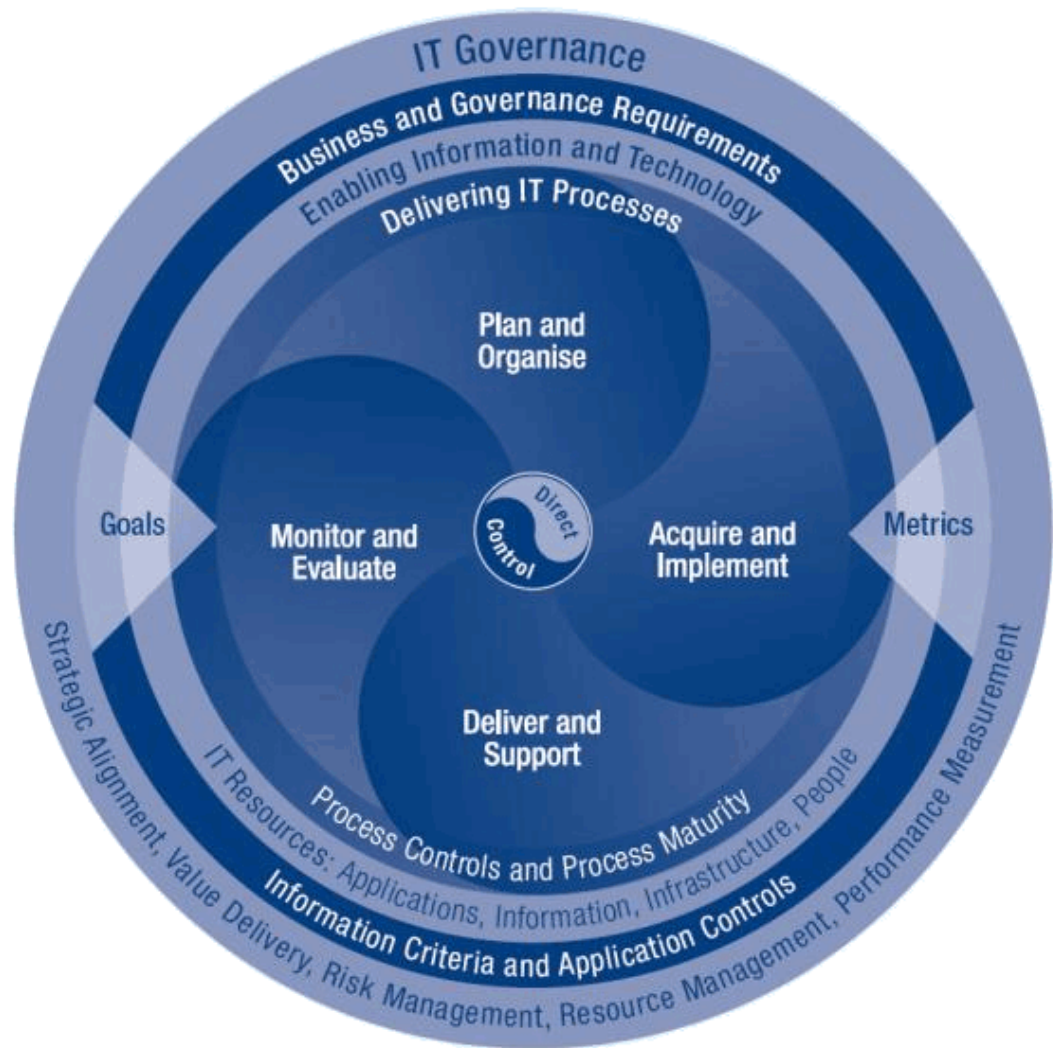 IT Governance
Business and Governance Requirements
Enabling Information and Technology
Delivering IT Processes
Plan and
Organise
Goals
Monitor and
Evaluate
Direct
Control
Acquire and
Implement
Metrics
Deliver and
Support
Process Controls and Process Maturity
IT Resources: Applications, Information, Infrastructure, People
Information Criteria and Application Controls
Strategic Alignment, Value Delivery, Risk Management, Resource Management, Performance Measurement